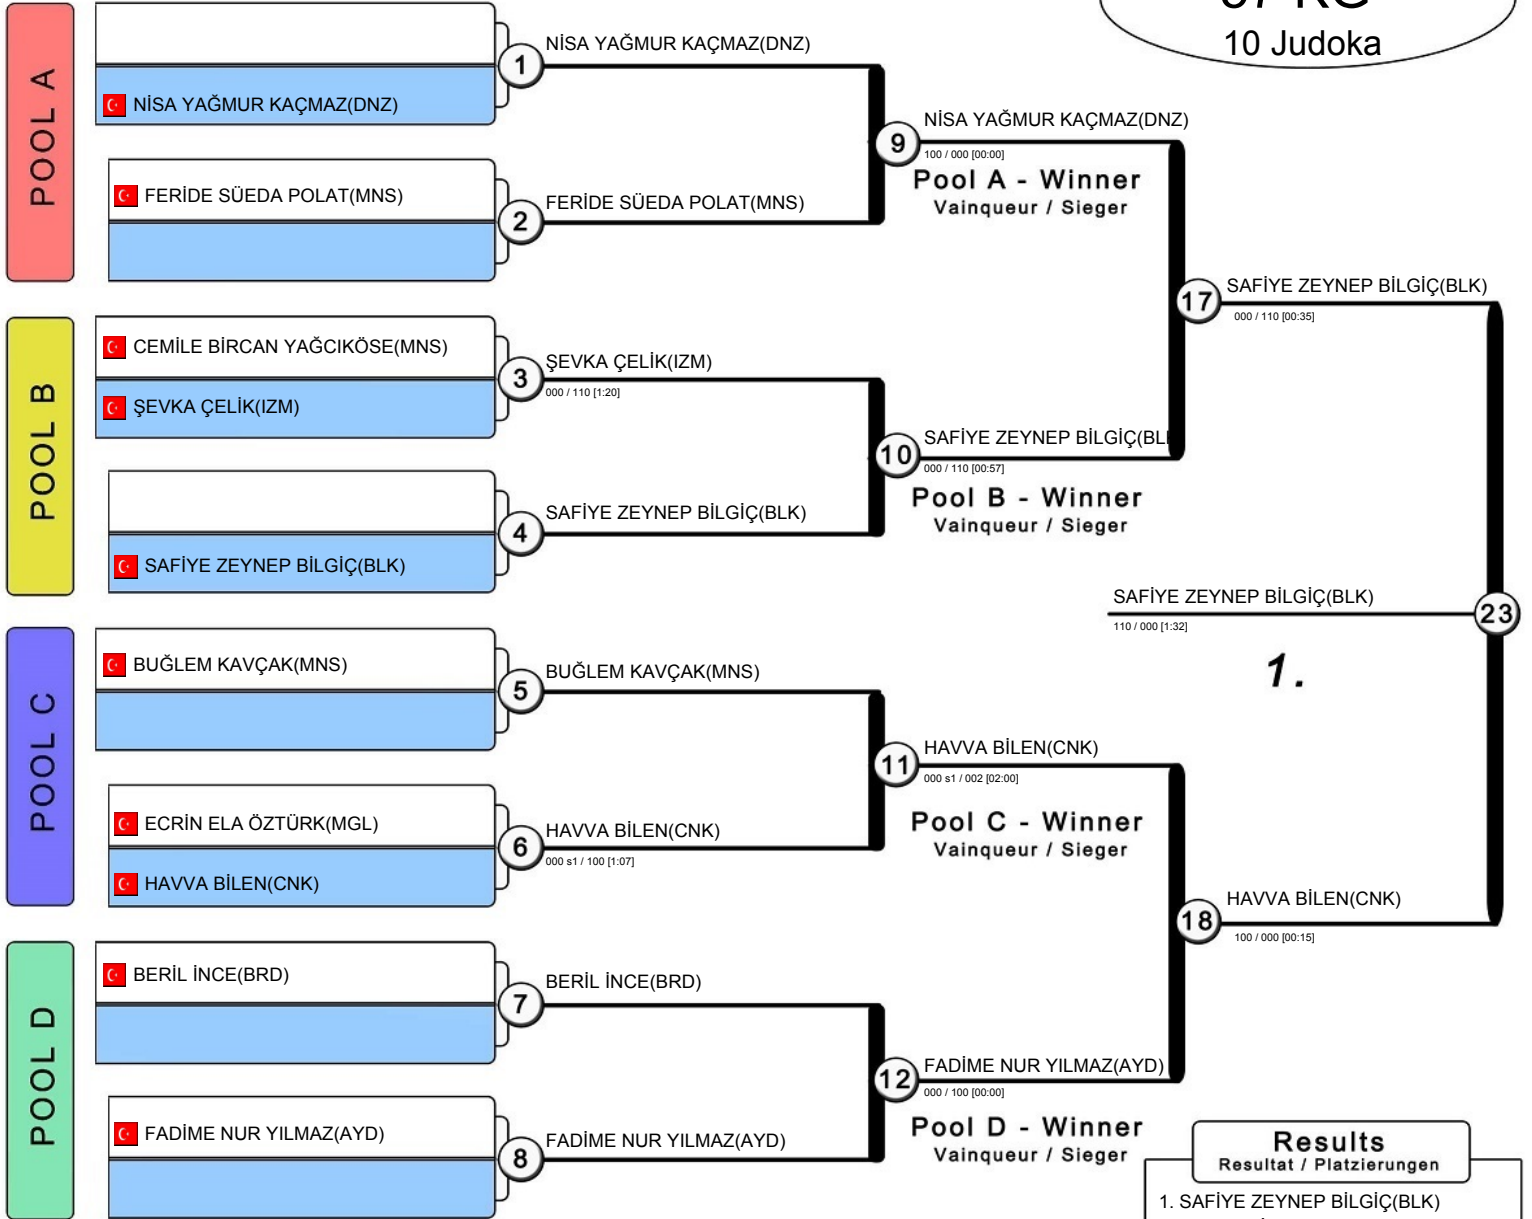 10 Judoka
POOL A
NİSA YAĞMUR KAÇMAZ(DNZ)
1
NİSA YAĞMUR KAÇMAZ(DNZ)
FERİDE SÜEDA POLAT(MNS)
2
FERİDE SÜEDA POLAT(MNS)
9
NİSA YAĞMUR KAÇMAZ(DNZ)
100 / 000 [00:00]
Pool A - Winner
Vainqueur / Sieger
POOL B
CEMİLE BİRCAN YAĞCIKÖSE(MNS)
ŞEVKA ÇELİK(IZM)
3
ŞEVKA ÇELİK(IZM)
000 / 110 [1:20]
SAFİYE ZEYNEP BİLGİÇ(BLK)
4
SAFİYE ZEYNEP BİLGİÇ(BLK)
10
SAFİYE ZEYNEP BİLGİÇ(BL
000 / 110 [00:57]
Pool B - Winner
Vainqueur / Sieger
17
SAFİYE ZEYNEP BİLGİÇ(BLK)
000 / 110 [00:35]
SAFİYE ZEYNEP BİLGİÇ(BLK)
23
110 / 000 [1:32]
1.
POOL C
BUĞLEM KAVÇAK(MNS)
5
BUĞLEM KAVÇAK(MNS)
ECRİN ELA ÖZTÜRK(MGL)
HAVVA BİLEN(CNK)
6
HAVVA BİLEN(CNK)
000 s1 / 100 [1:07]
11
HAVVA BİLEN(CNK)
000 s1 / 002 [02:00]
Pool C - Winner
Vainqueur / Sieger
18
HAVVA BİLEN(CNK)
100 / 000 [00:15]
POOL D
BERİL İNCE(BRD)
7
BERİL İNCE(BRD)
FADİME NUR YILMAZ(AYD)
8
FADİME NUR YILMAZ(AYD)
12
FADİME NUR YILMAZ(AYD)
000 / 100 [00:00]
Pool D - Winner
Vainqueur / Sieger
Results
Resultat / Platzierungen
1. SAFİYE ZEYNEP BİLGİÇ(BLK)